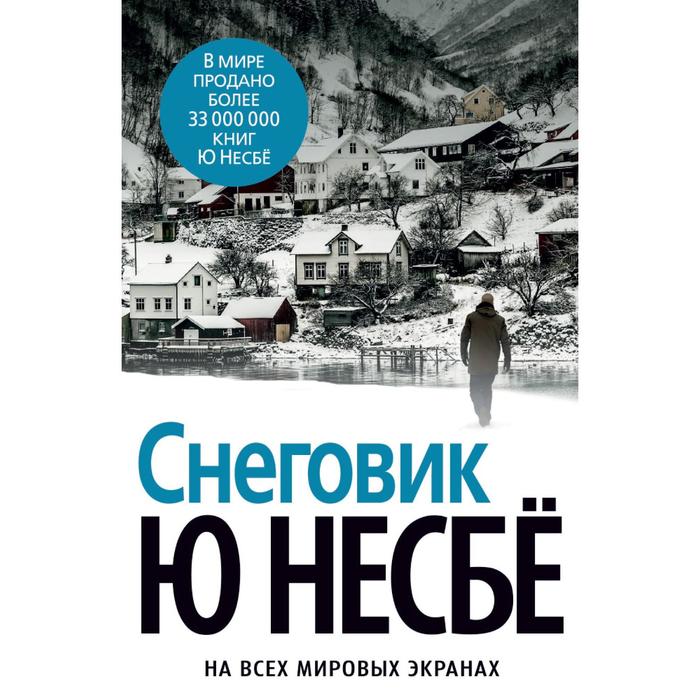 В МИРЕ
ПРОДАНО
БОЛЕЕ
33 000 000
КНИГ
Ю НЕСБЁ
СНЕГОВИК
Ю НЕСБЁ
НА ВСЕХ МИРОВЫХ ЭКРАНАХ